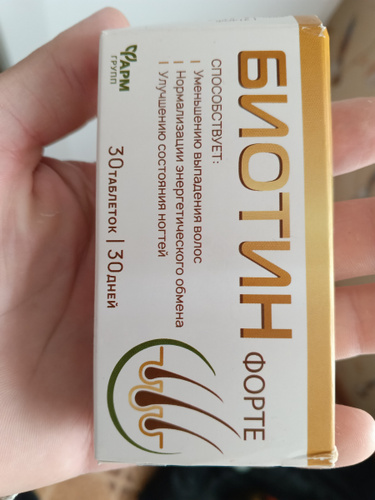 ФАРМ
ГРУПП
БИОТИН
ФОРТЕ
СПОСОБСТВУЕТ:
Уменьшению выпадения волос
Нормализации энергетического обмена
Улучшению состояния ногтей
30 ТАБЛЕТОК | 30 ДНЕЙ